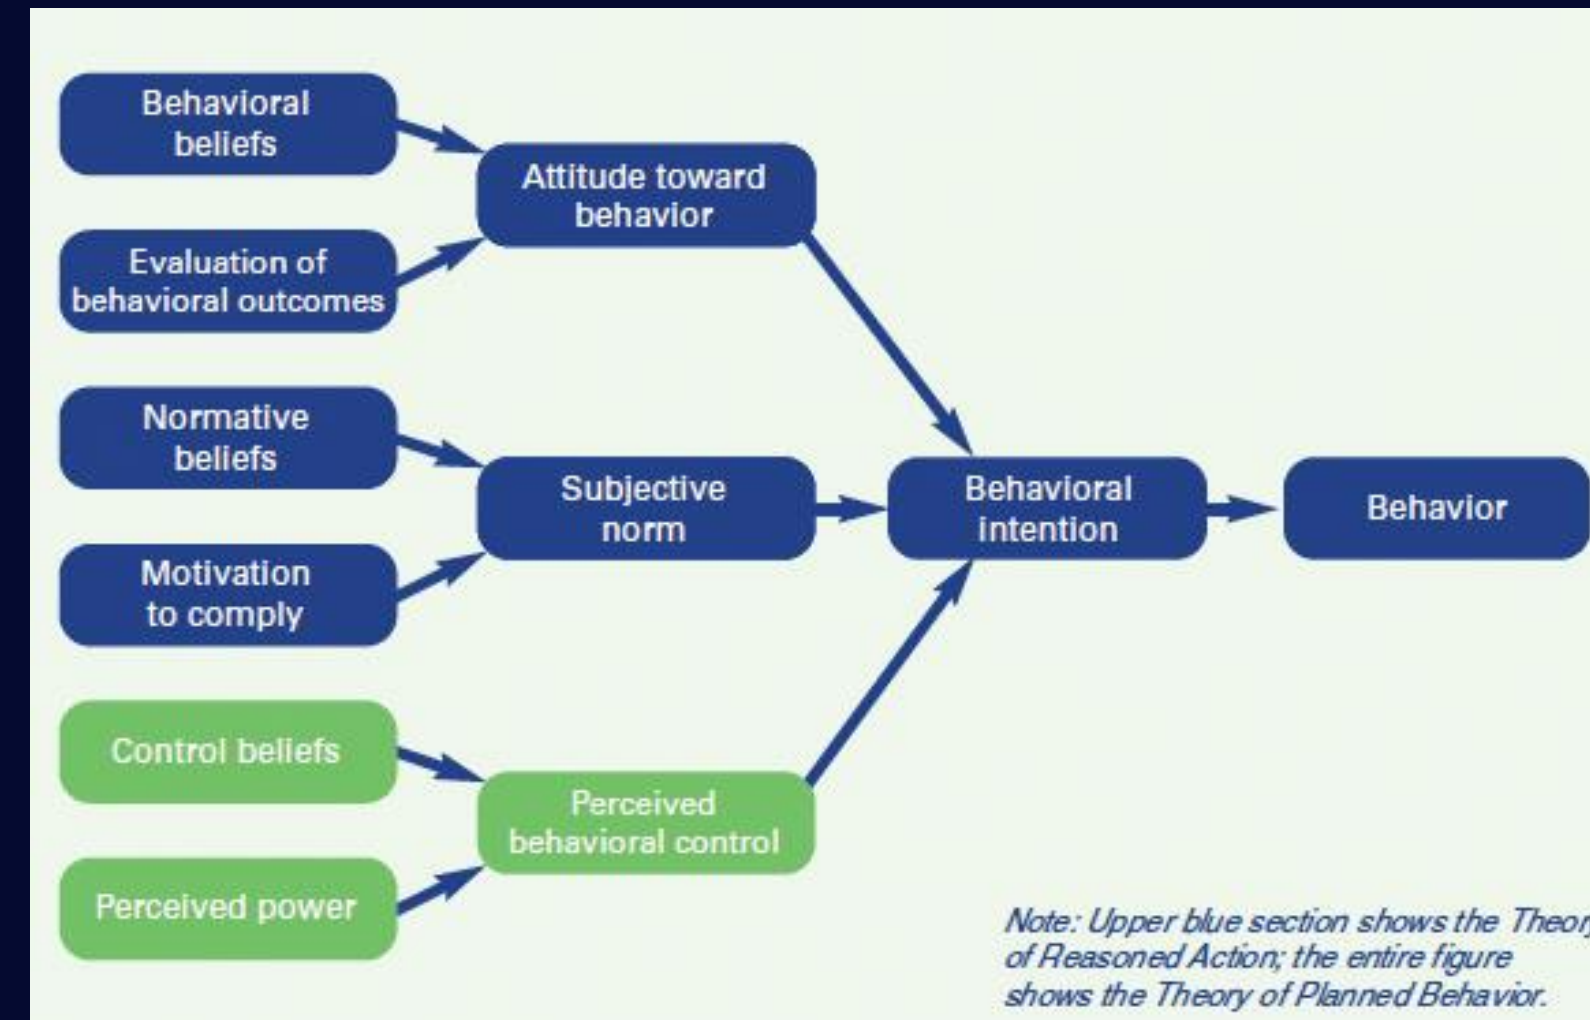 Behavioral
beliefs
Attitude toward
behavior
Evaluation of
behavioral outcomes
Normative
beliefs
Subjective
norm
Behavioral
intention
Behavior
Motivation
to comply
Control beliefs
Perceived
behavioral control
Perceived power
Note: Upper blue section shows the Theory
of Reasoned Action; the entire figure
shows the Theory of Planned Behavior.